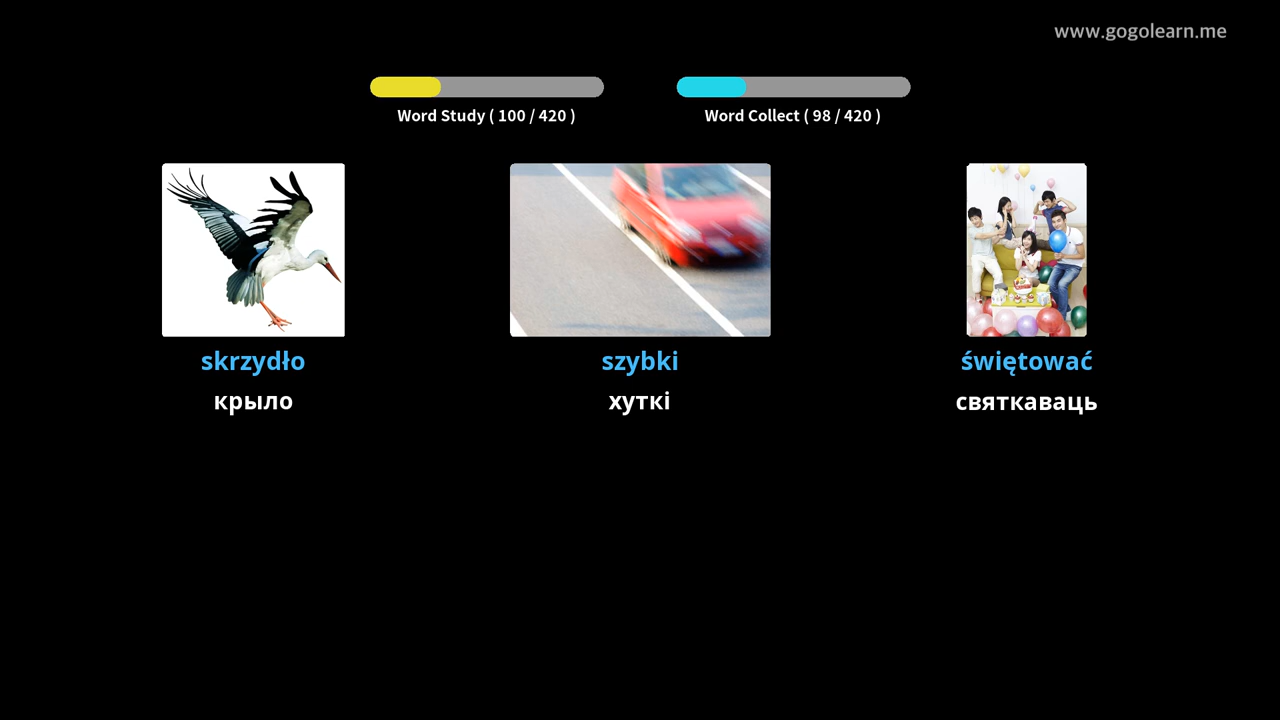 www.gogolearn.me
Word Study ( 100 / 420 )
Word Collect ( 98 / 420 )
skrzydło
szybki
świętować
крыло
хуткі
святкаваць